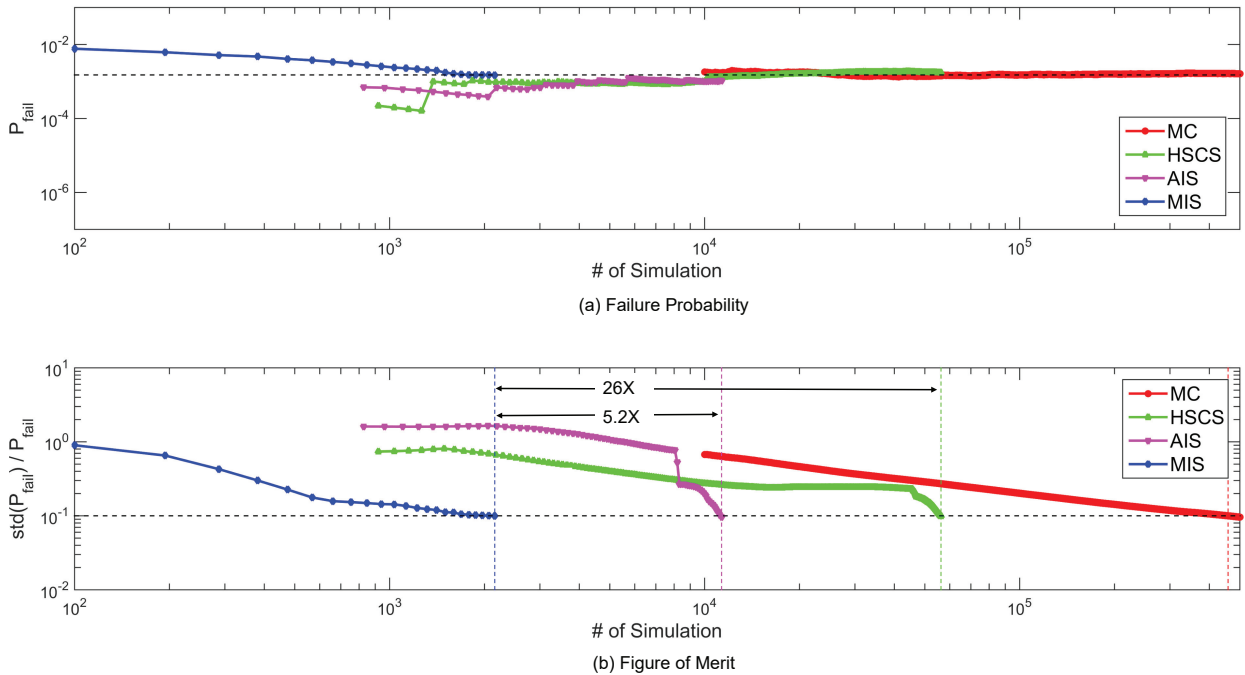 10^-2
10^-4
10^-6
P_fail
MC
HSCS
AIS
MIS
10^2
10^3
10^4
10^5
# of Simulation
(a) Failure Probability
10^1
10^0
10^-1
10^-2
std(P_fail) / P_fail
26X
5.2X
MC
HSCS
AIS
MIS
10^2
10^3
10^4
10^5
# of Simulation
(b) Figure of Merit